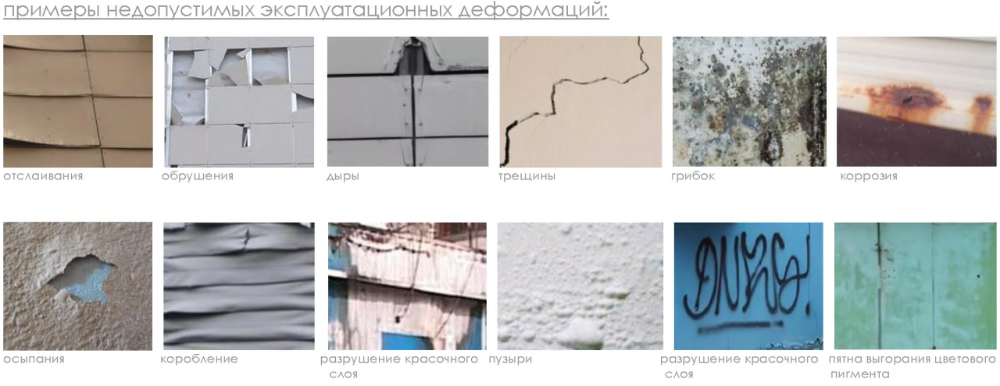 примеры недопустимых эксплуатационных деформаций:
отслаивания
обрушения
дыры
трещины
грибок
коррозия
осыпания
коробление
разрушение красочного
слоя
пузыри
разрушение красочного
слоя
пятна выгорания цветового
пигмента